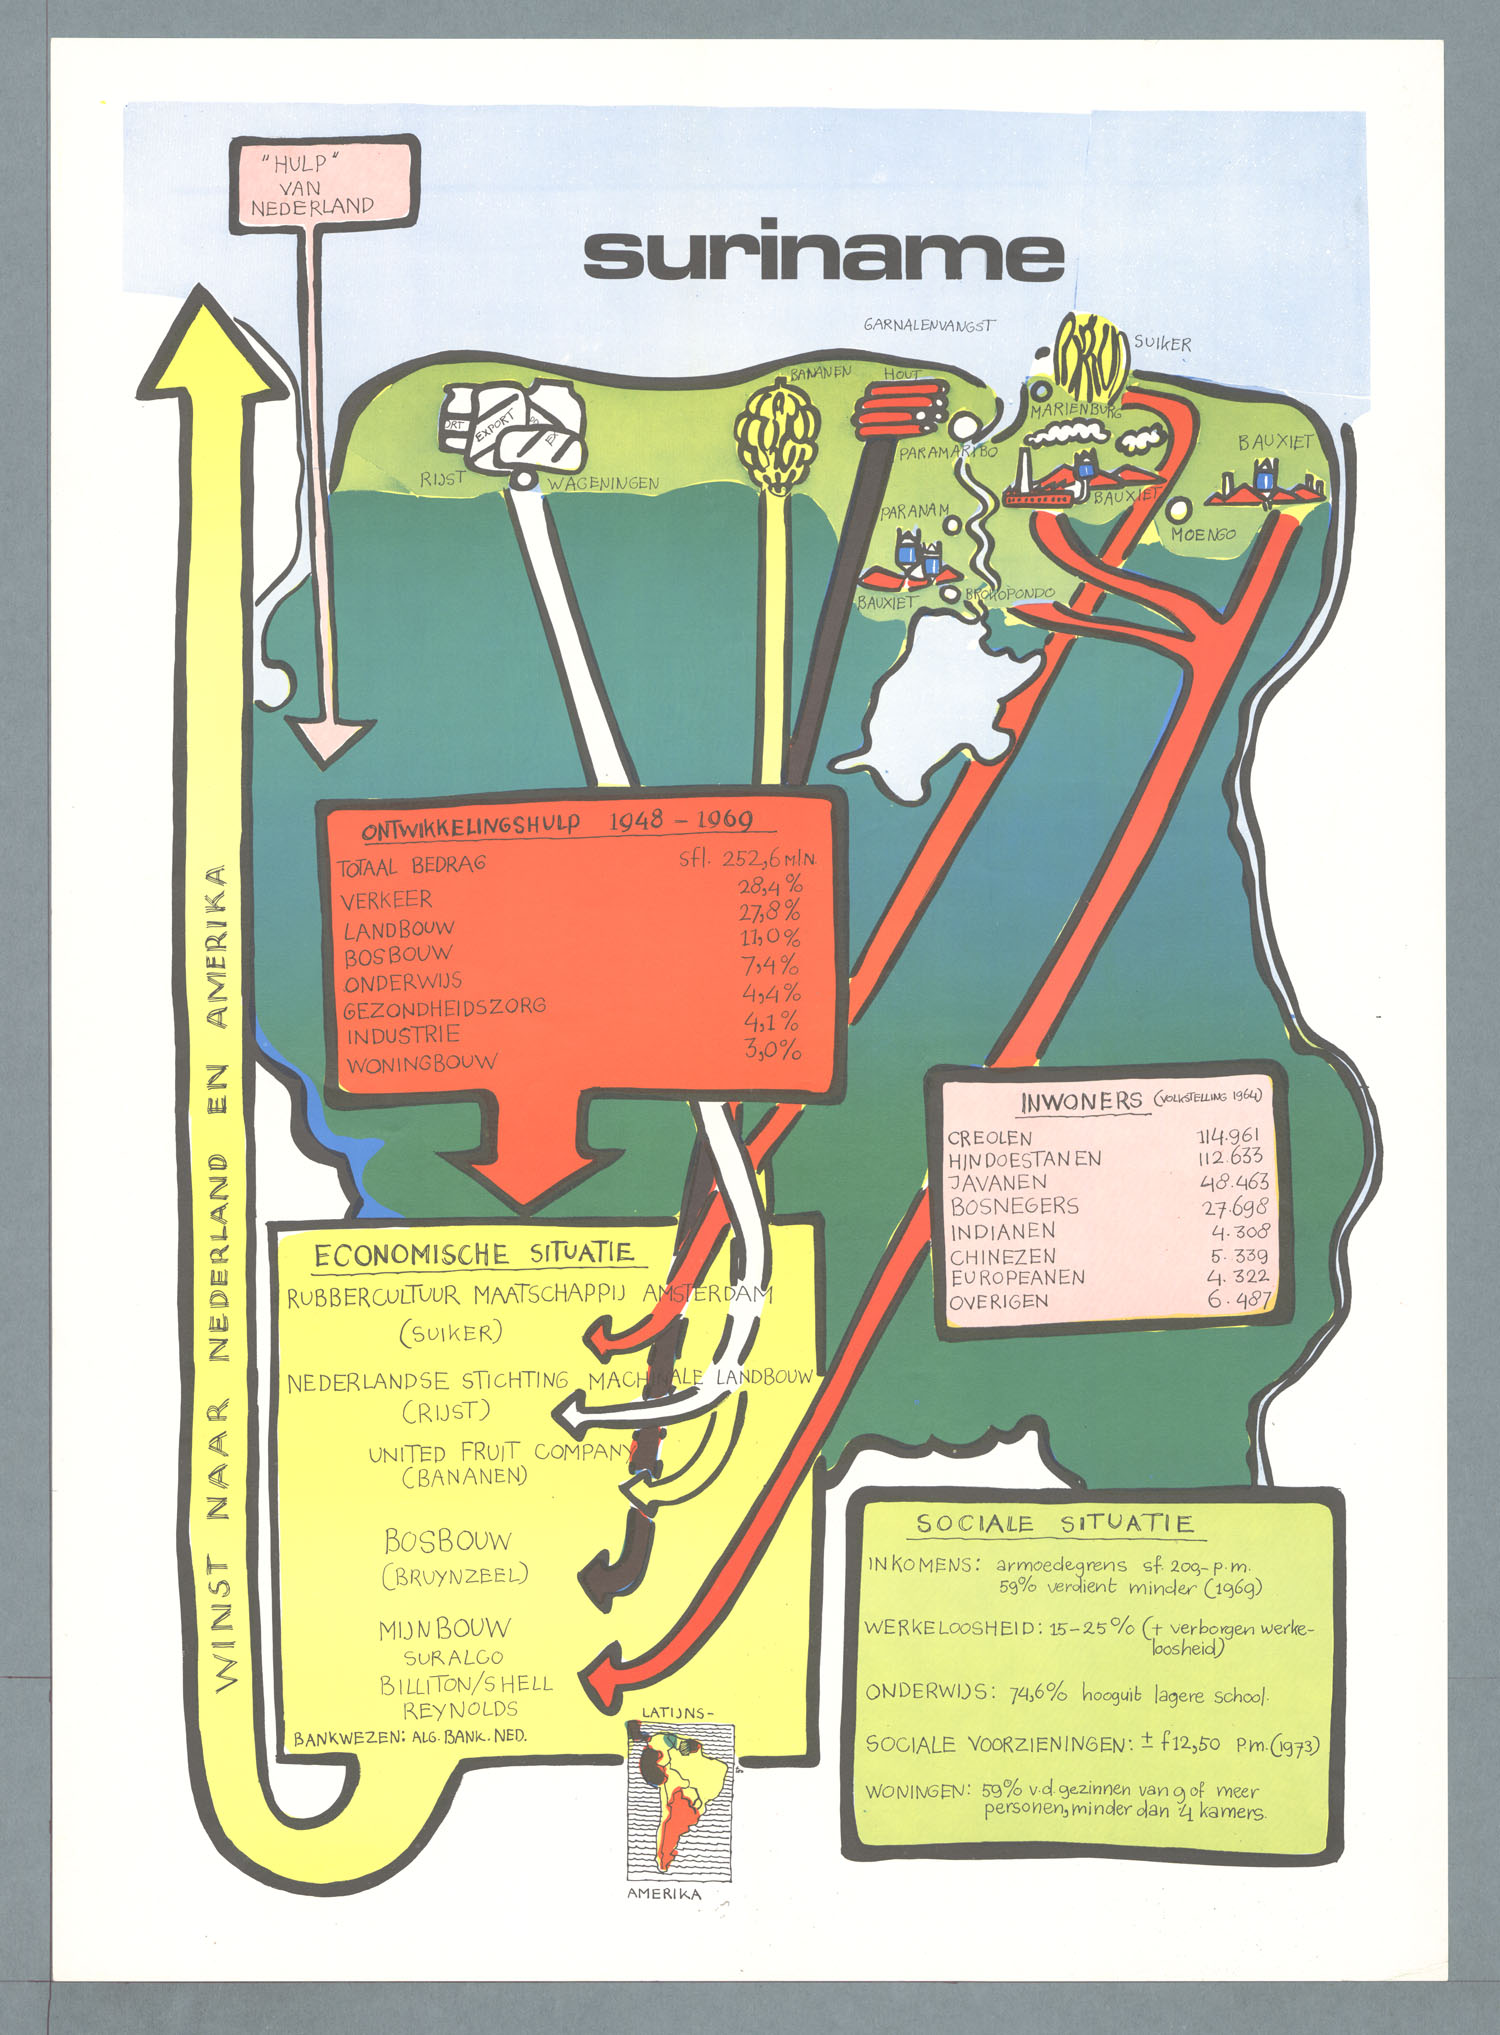 "HULP"
VAN
NEDERLAND
suriname
GARNALENVANGST
SUIKER
BANANEN
HOUT
MARIENBURG
EXPORT
RIJST
WAGENINGEN
PARAMARIBO
BAUXIET
BAUXIET
PARANAM
MOENGO
BAUXIET
BROKOPONDO
ONTWIKKELINGSHULP 1948 - 1969
TOTAAL BEDRAG sfl. 252,6 MLN.
VERKEER 28,4%
LANDBOUW 27,8%
BOSBOUW 11,0%
ONDERWIJS 7,4%
GEZONDHEIDSZORG 4,4%
INDUSTRIE 4,1%
WONINGBOUW 3,0%
WINST NAAR NEDERLAND EN AMERIKA
INWONERS (VOLKSTELLING 1964)
CREOLEN 114.961
HINDOESTANEN 112.633
JAVANEN 48.463
BOSNEGERS 27.698
INDIANEN 4.308
CHINEZEN 5.339
EUROPEANEN 4.322
OVERIGEN 6.487
ECONOMISCHE SITUATIE
RUBBERCULTUUR MAATSCHAPPIJ AMSTERDAM
(SUIKER)
NEDERLANDSE STICHTING MACHINALE LANDBOUW
(RIJST)
UNITED FRUIT COMPANY
(BANANEN)
BOSBOUW
(BRUYNZEEL)
MIJNBOUW
SURALCO
BILLITON/SHELL
REYNOLDS
BANKWEZEN: ALG. BANK. NED.
LATIJNS-
AMERIKA
SOCIALE SITUATIE
INKOMENS: armoedegrens sf. 200,- p.m.
59% verdient minder (1969)
WERKELOOSHEID: 15-25% (+ verborgen werke-
loosheid)
ONDERWIJS: 74,6% hooguit lagere school.
SOCIALE VOORZIENINGEN: ± f12,50 p.m. (1973)
WONINGEN: 59% v.d. gezinnen van 9 of meer
personen, minder dan 4 kamers.